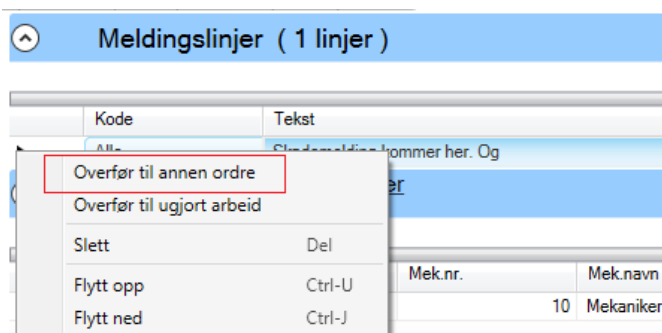 Meldingslinjer ( 1 linjer )
Kode Tekst
kommer her. Og
Overfør til annen ordre
er
Overfør til ugjort arbeid
Slett Del
Flytt opp Ctrl-U
Mek.nr. Mek.navn
10 Mekaniker
Flytt ned Ctrl-J